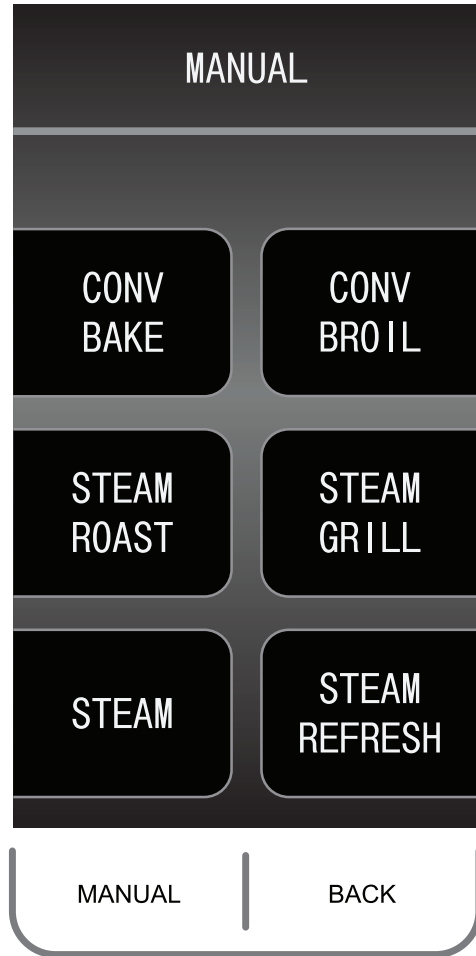 MANUAL
CONV
BAKE
CONV
BROIL
STEAM
ROAST
STEAM
GRILL
STEAM
STEAM
REFRESH
MANUAL
BACK